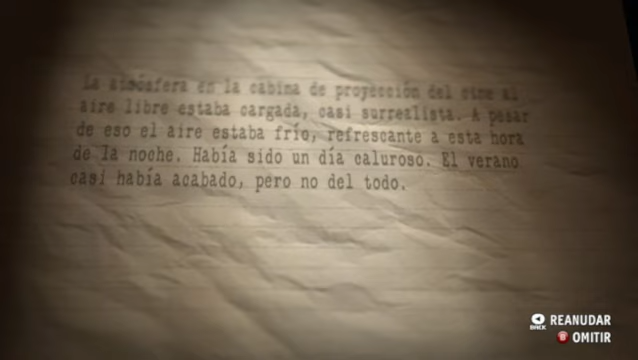 La atmósfera en la cabina de proyección del cine al
aire libre estaba cargada, casi surrealista. A pesar
de eso el aire estaba frío, refrescante a esta hora
de la noche. Había sido un día caluroso. El verano
casi había acabado, pero no del todo.
BACK REANUDAR
OMITIR